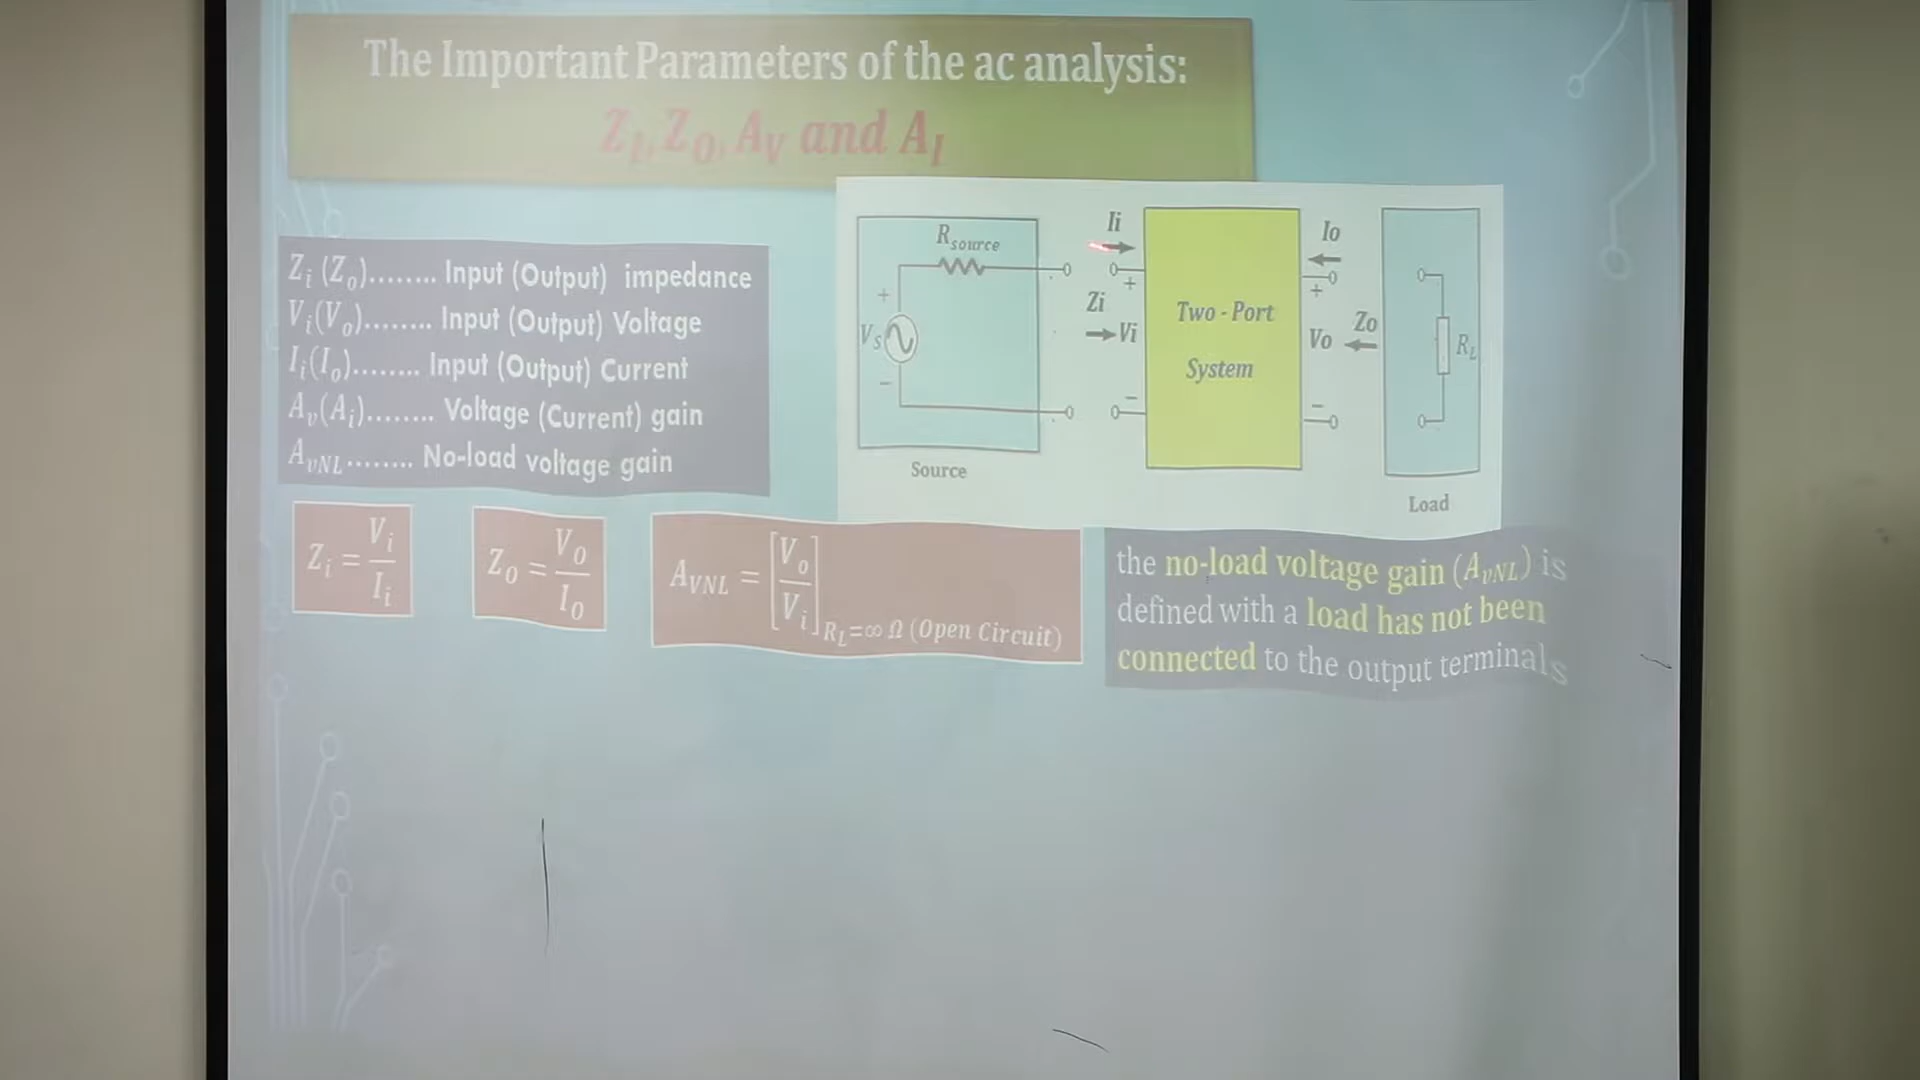 The Important Parameters of the ac analysis:
Z_I, Z_O, A_V and A_I
Z_i (Z_o)........ Input (Output) impedance
V_i(V_o)........ Input (Output) Voltage
I_i(I_o)........ Input (Output) Current
A_v(A_i)........ Voltage (Current) gain
A_vNL........ No-load voltage gain
R_source
+
V_S
−
Source
Ii
+
Zi
Vi
−
Two - Port
System
Io
+
Vo
Zo
−
R_L
Load
Z_i = V_i / I_i
Z_O = V_O / I_O
A_VNL = [V_o / V_i] R_L=∞ Ω (Open Circuit)
the no-load voltage gain (A_vNL) is
defined with a load has not been
connected to the output terminals